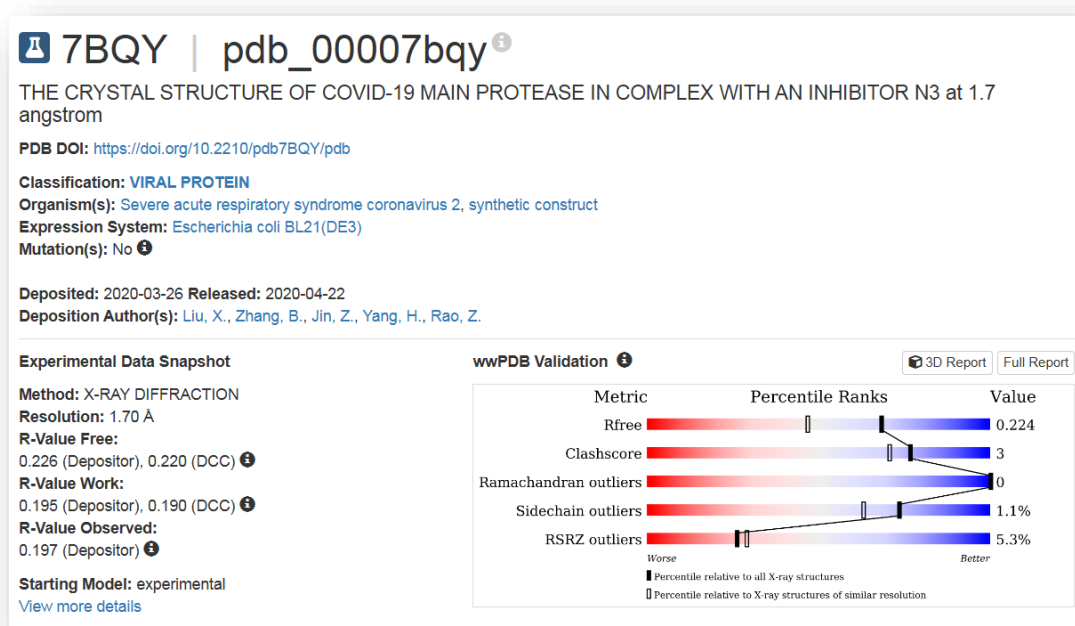 7BQY | pdb_00007bqy
THE CRYSTAL STRUCTURE OF COVID-19 MAIN PROTEASE IN COMPLEX WITH AN INHIBITOR N3 at 1.7
angstrom
PDB DOI: https://doi.org/10.2210/pdb7BQY/pdb
Classification: VIRAL PROTEIN
Organism(s): Severe acute respiratory syndrome coronavirus 2, synthetic construct
Expression System: Escherichia coli BL21(DE3)
Mutation(s): No
Deposited: 2020-03-26 Released: 2020-04-22
Deposition Author(s): Liu, X., Zhang, B., Jin, Z., Yang, H., Rao, Z.
Experimental Data Snapshot
Method: X-RAY DIFFRACTION
Resolution: 1.70 Å
R-Value Free:
0.226 (Depositor), 0.220 (DCC)
R-Value Work:
0.195 (Depositor), 0.190 (DCC)
R-Value Observed:
0.197 (Depositor)
Starting Model: experimental
View more details
wwPDB Validation
3D Report Full Report
Metric Percentile Ranks Value
Rfree 0.224
Clashscore 3
Ramachandran outliers 0
Sidechain outliers 1.1%
RSRZ outliers 5.3%
Worse Better
Percentile relative to all X-ray structures
Percentile relative to X-ray structures of similar resolution